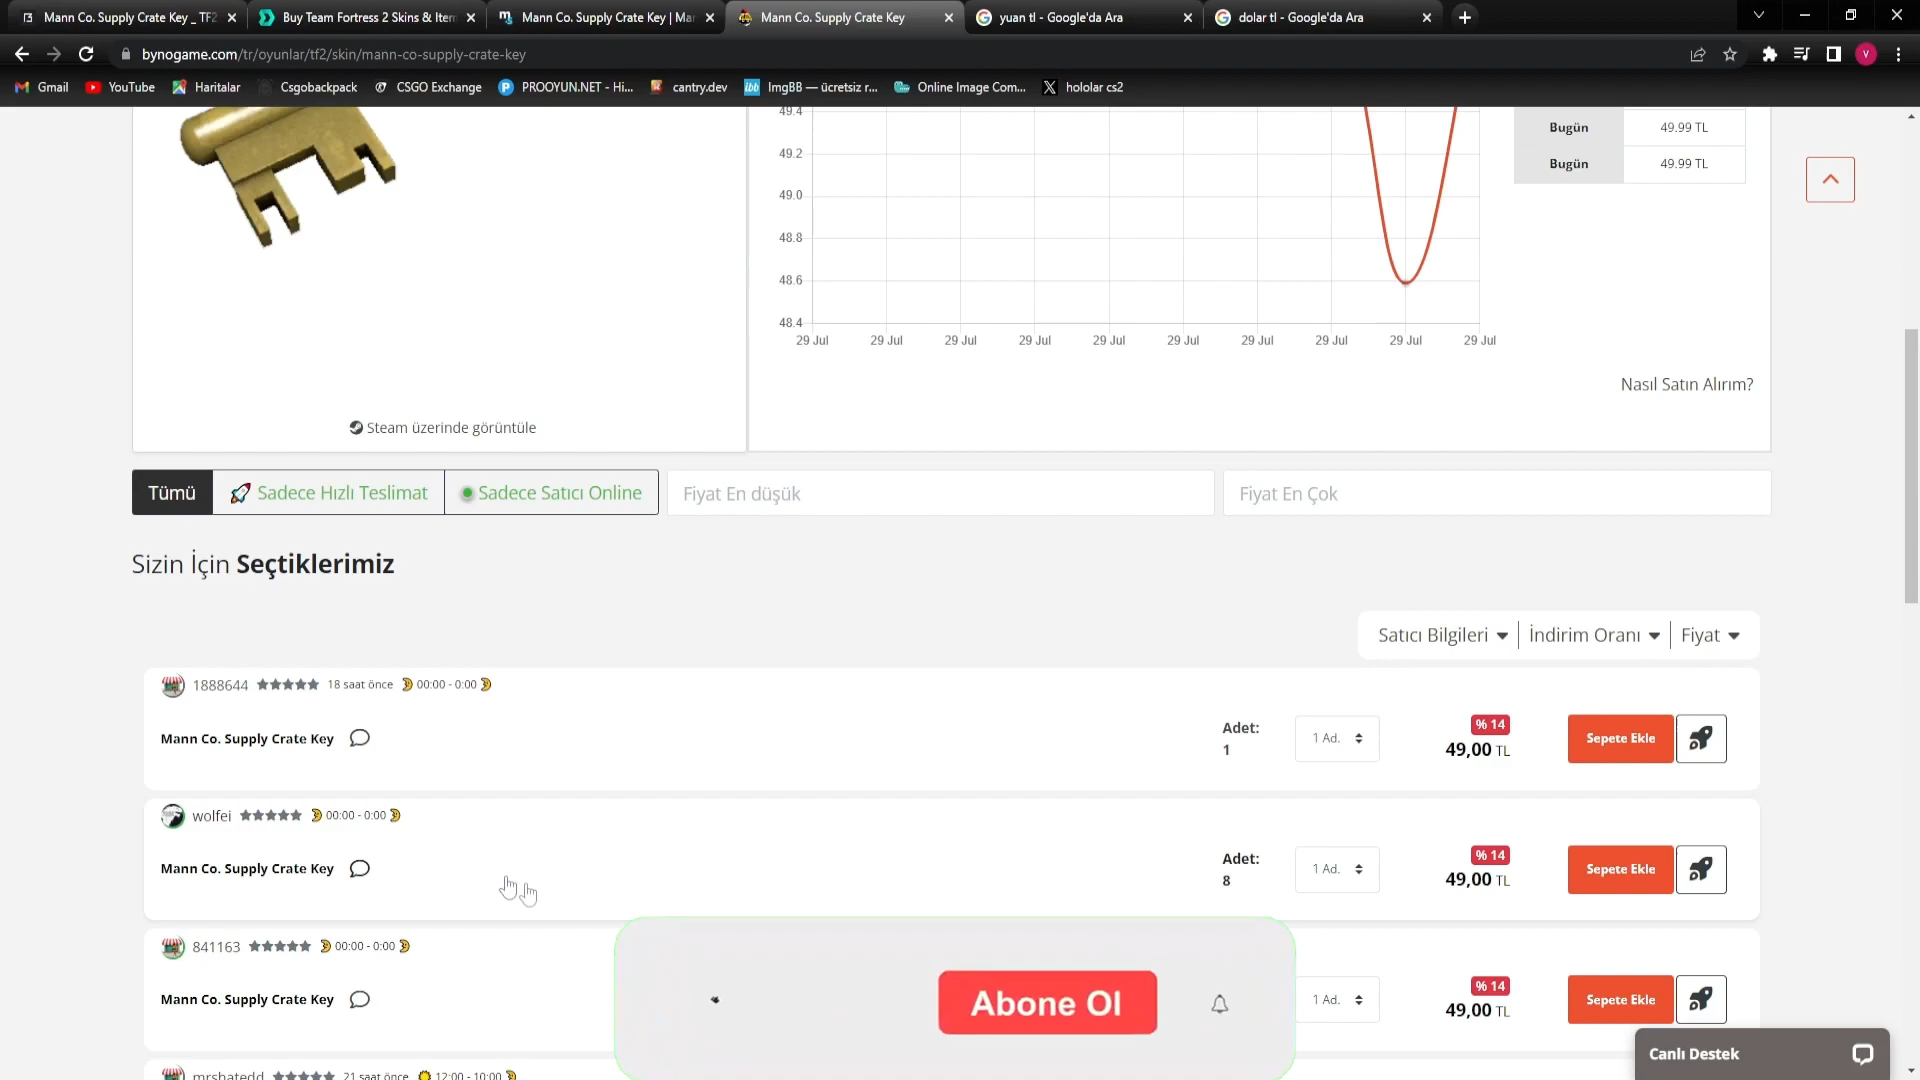 Mann Co. Supply Crate Key _ TF2
Buy Team Fortress 2 Skins & Item
Mann Co. Supply Crate Key | Mar
Mann Co. Supply Crate Key
yuan tl - Google'da Ara
dolar tl - Google'da Ara
bynogame.com/tr/oyunlar/tf2/skin/mann-co-supply-crate-key
V
Gmail
YouTube
Haritalar
Csgobackpack
CSGO Exchange
PROOYUN.NET - Hi...
cantry.dev
ImgBB — ücretsiz r...
Online Image Com...
hololar cs2
49.4
49.2
49.0
48.8
48.6
48.4
29 Jul 29 Jul 29 Jul 29 Jul 29 Jul 29 Jul 29 Jul 29 Jul 29 Jul 29 Jul
Bugün 49.99 TL
Bugün 49.99 TL
Nasıl Satın Alırım?
Steam üzerinde görüntüle
Tümü
Sadece Hızlı Teslimat
Sadece Satıcı Online
Fiyat En düşük
Fiyat En Çok
Sizin İçin Seçtiklerimiz
Satıcı Bilgileri
İndirim Oranı
Fiyat
1888644 18 saat önce 00:00 - 0:00
Mann Co. Supply Crate Key
Adet:
1
1 Ad.
% 14
49,00 TL
Sepete Ekle
wolfei 00:00 - 0:00
Mann Co. Supply Crate Key
Adet:
8
1 Ad.
% 14
49,00 TL
Sepete Ekle
841163 00:00 - 0:00
Mann Co. Supply Crate Key
1 Ad.
% 14
49,00 TL
Sepete Ekle
Abone Ol
Canlı Destek
mrshatedd 21 saat önce 12:00 - 10:00